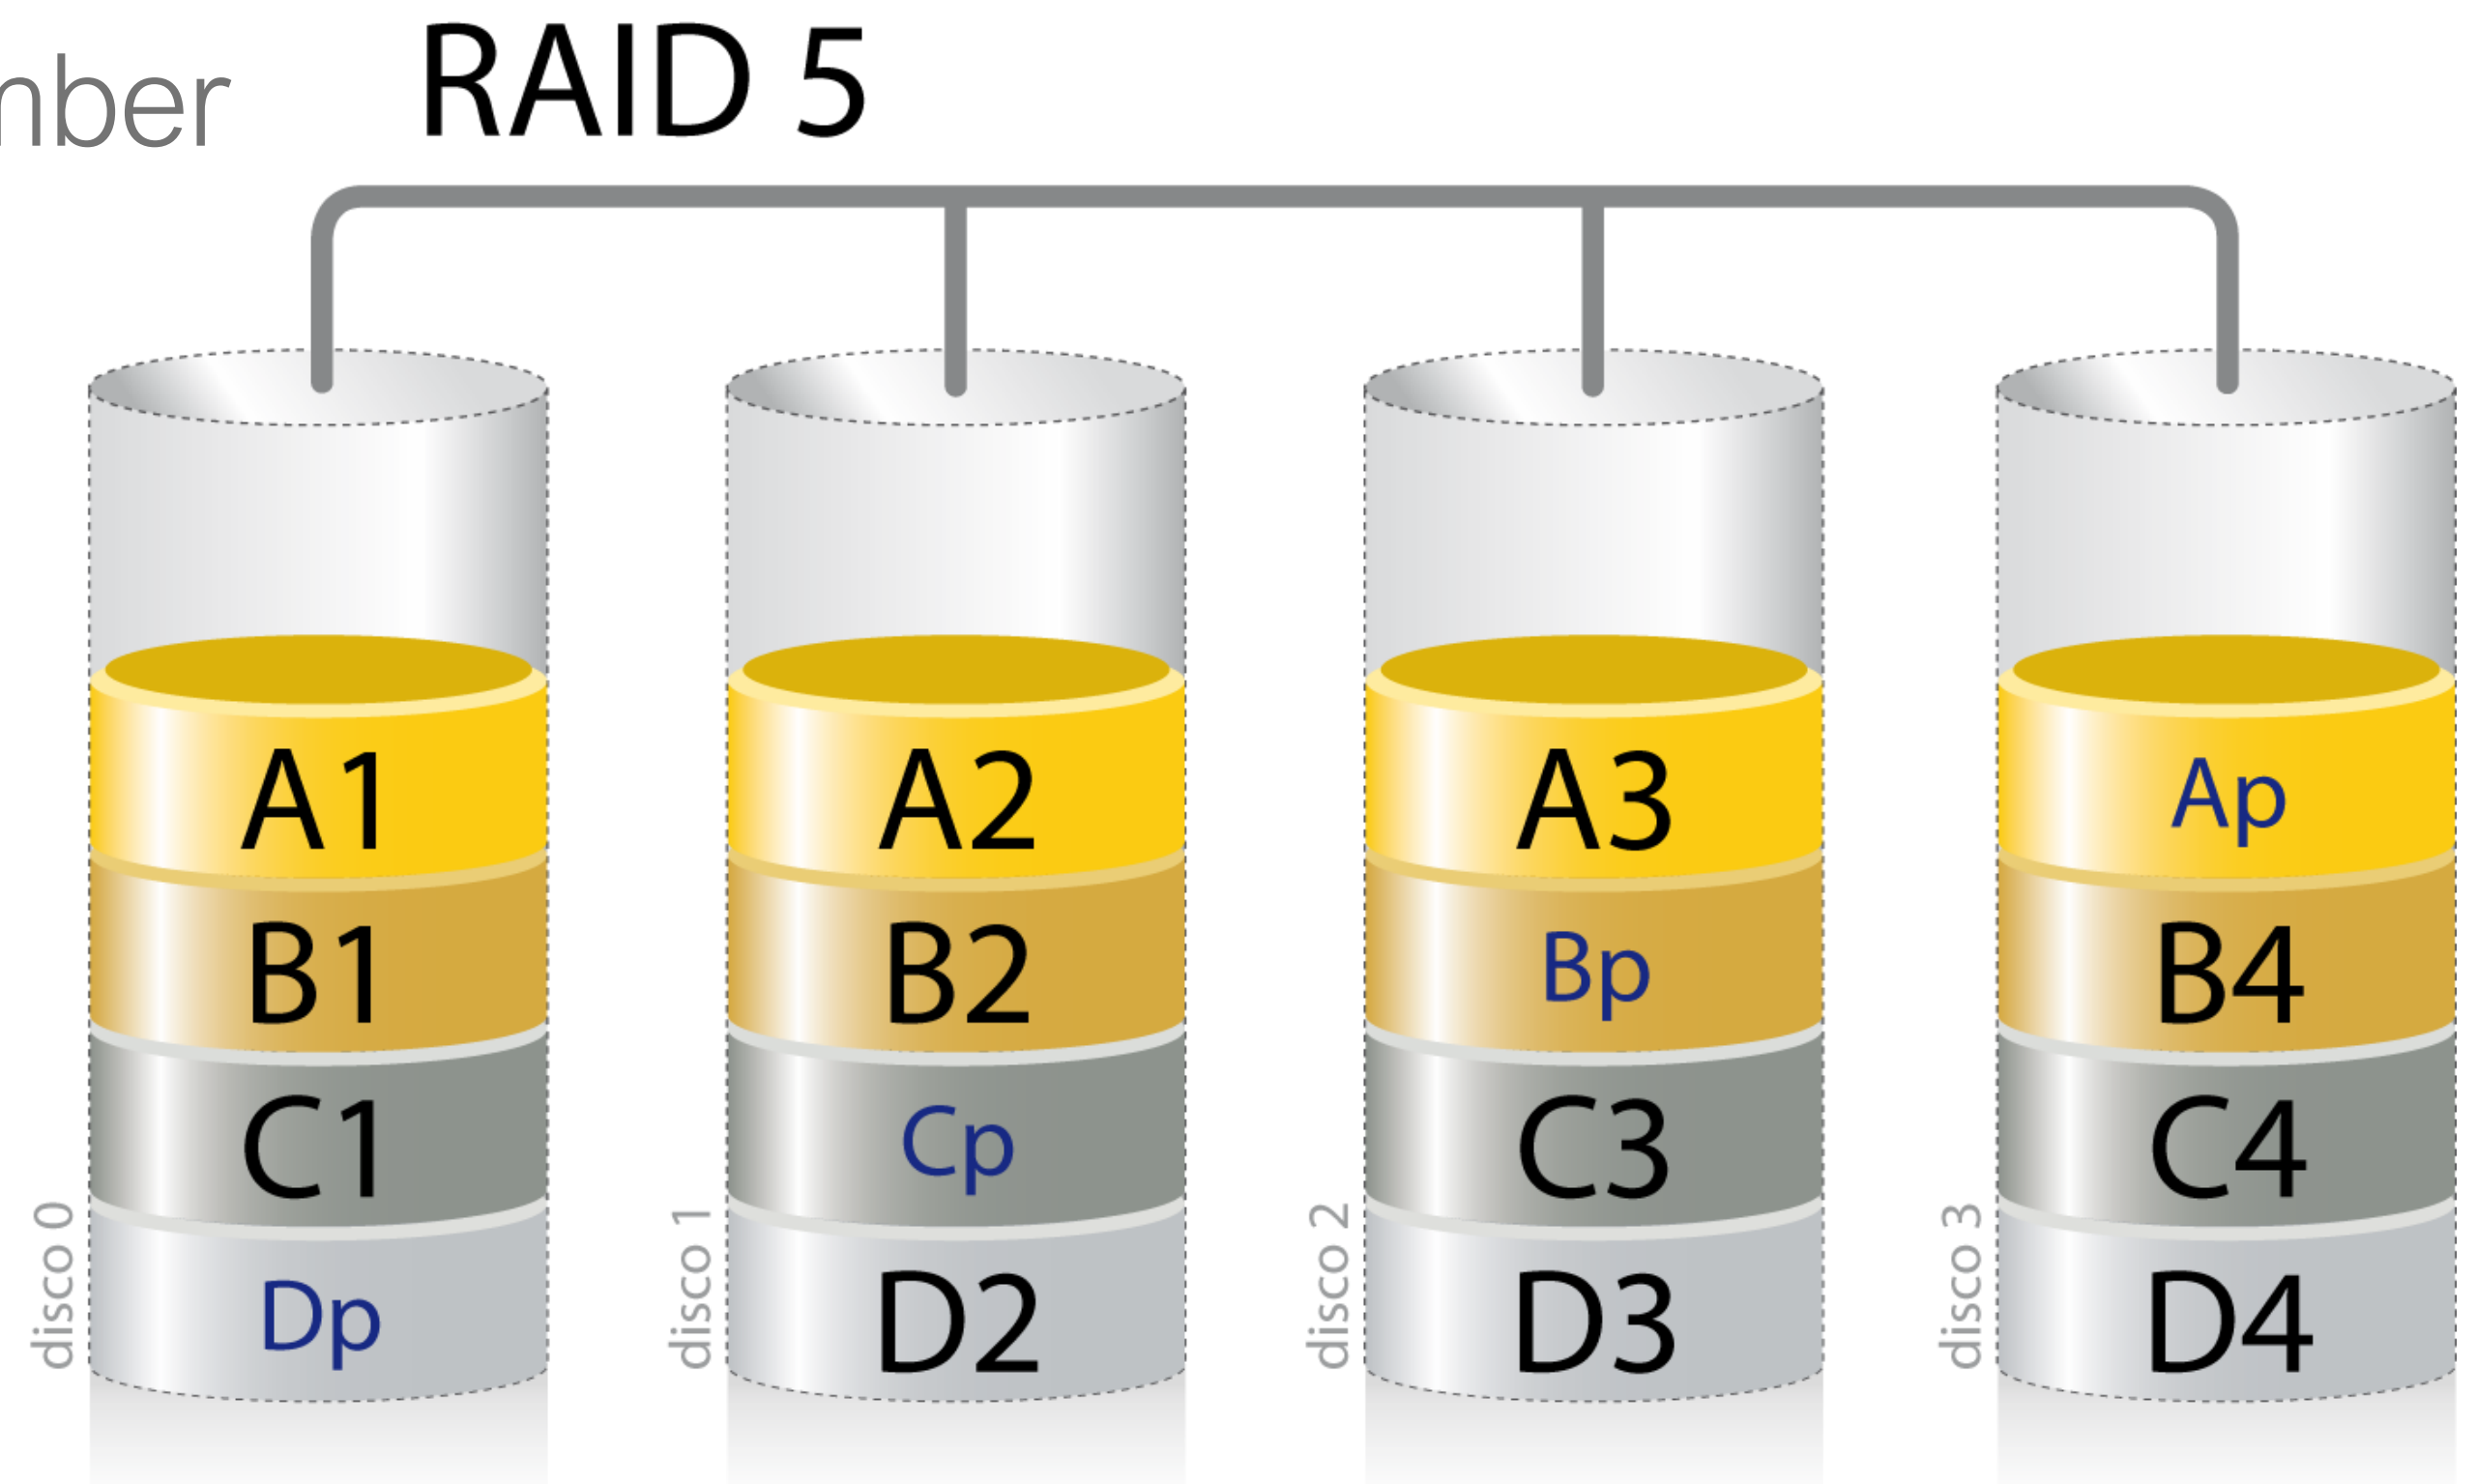 RAID 5
A1 A2 A3 Ap
B1 B2 Bp B4
C1 Cp C3 C4
Dp D2 D3 D4
disco 0
disco 1
disco 2
disco 3